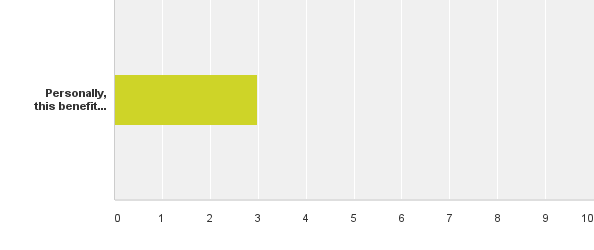 Personally,
this benefit...
0 1 2 3 4 5 6 7 8 9 10